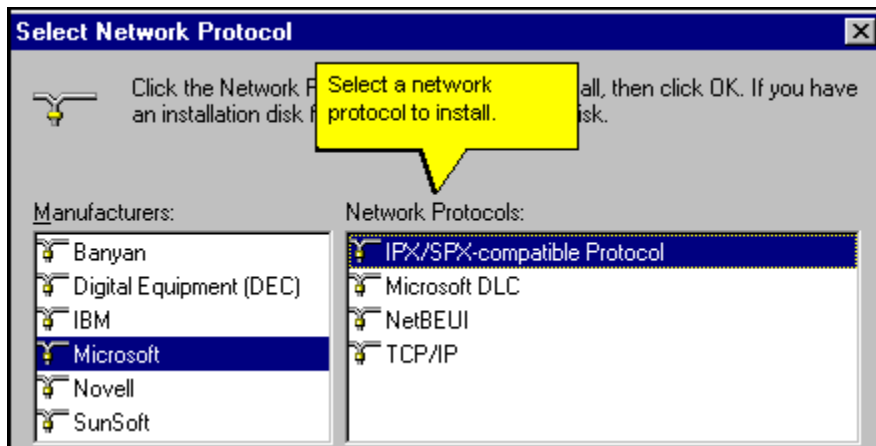 Select Network Protocol
Click the Network P
all, then click OK. If you have
an installation disk
isk.
Select a network
protocol to install.
Manufacturers:
Network Protocols:
Banyan
Digital Equipment (DEC)
IBM
Microsoft
Novell
SunSoft
IPX/SPX-compatible Protocol
Microsoft DLC
NetBEUI
TCP/IP